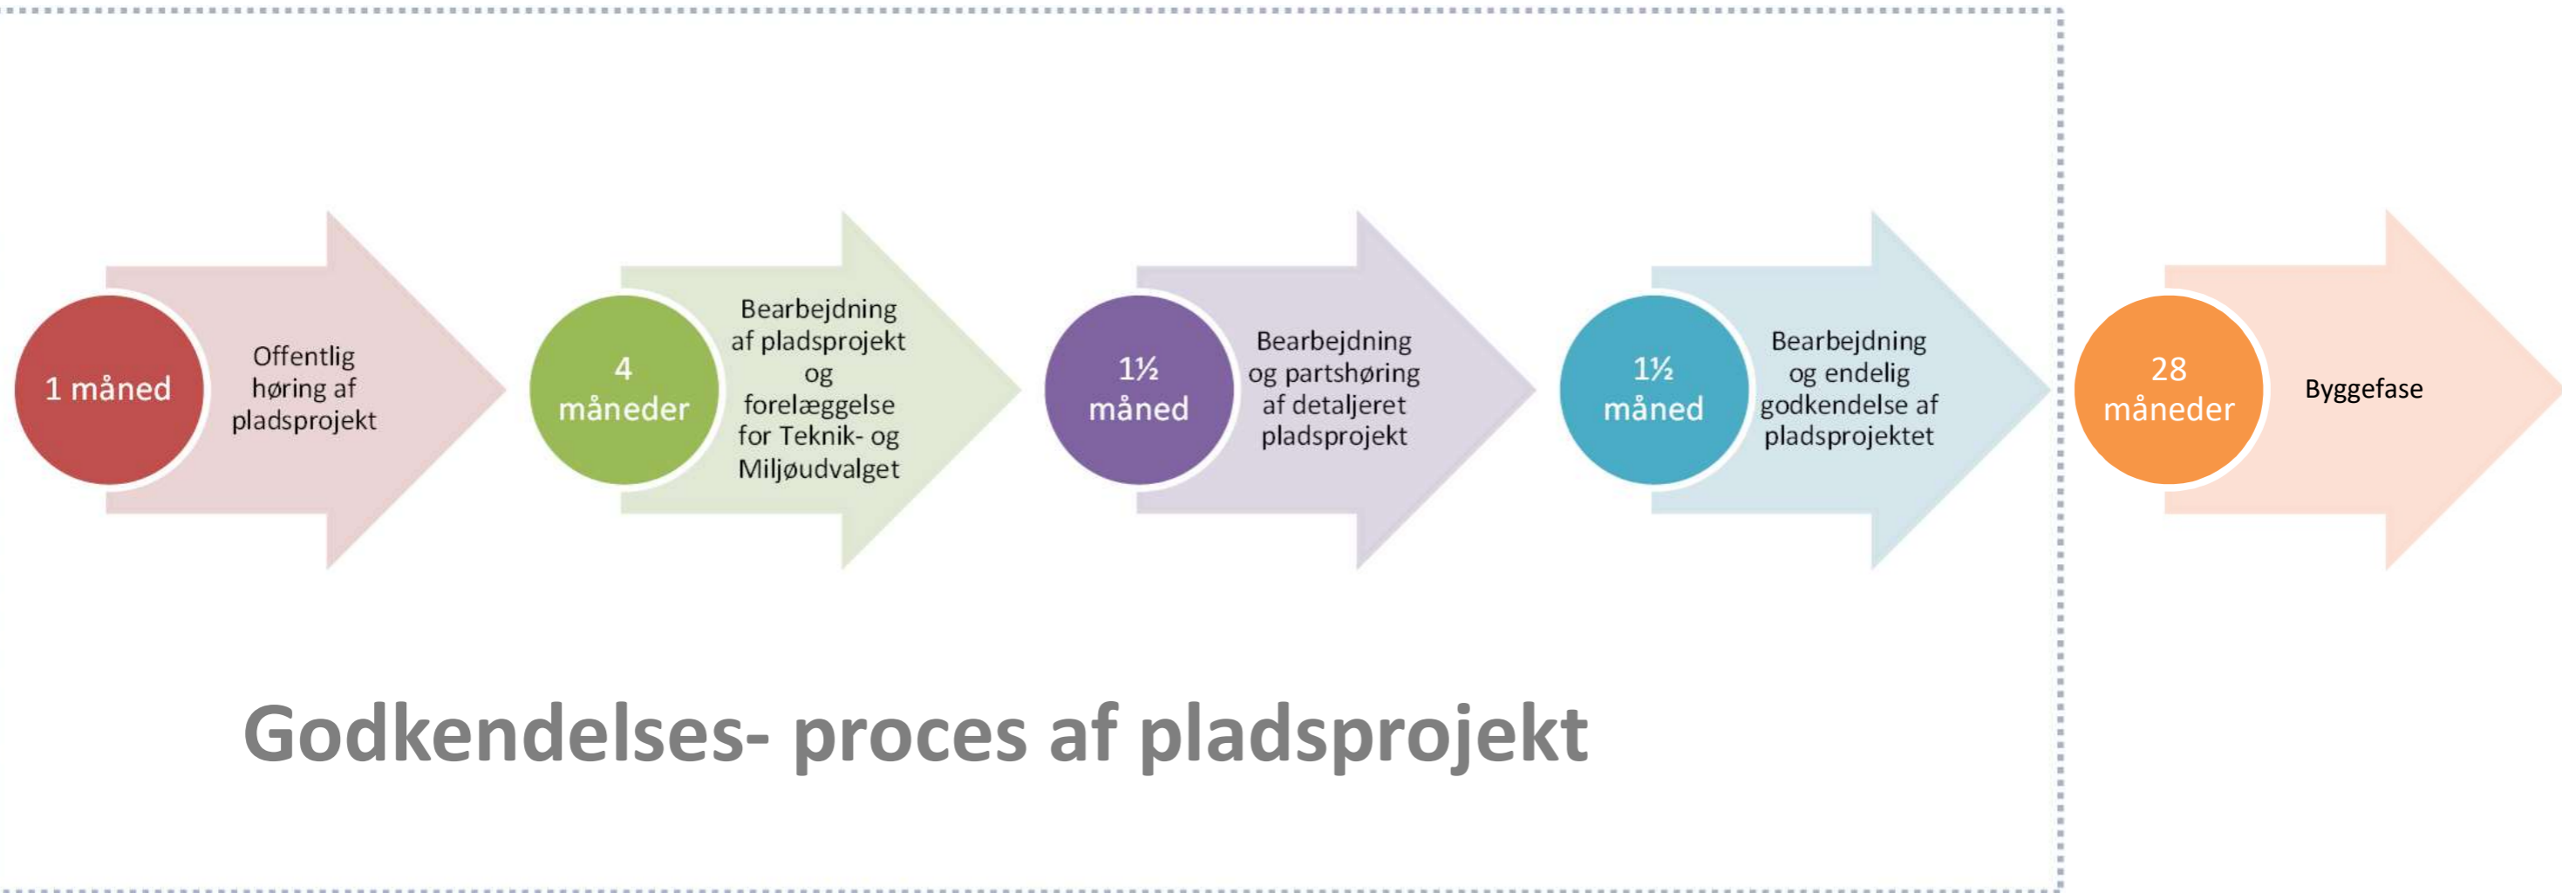 1 måned
Offentlig
høring af
pladsprojekt
4
måneder
Bearbejdning
af pladsprojekt
og
forelæggelse
for Teknik- og
Miljøudvalget
1½
måned
Bearbejdning
og partshøring
af detaljeret
pladsprojekt
1½
måned
Bearbejdning
og endelig
godkendelse af
pladsprojektet
28
måneder
Byggefase
Godkendelses- proces af pladsprojekt